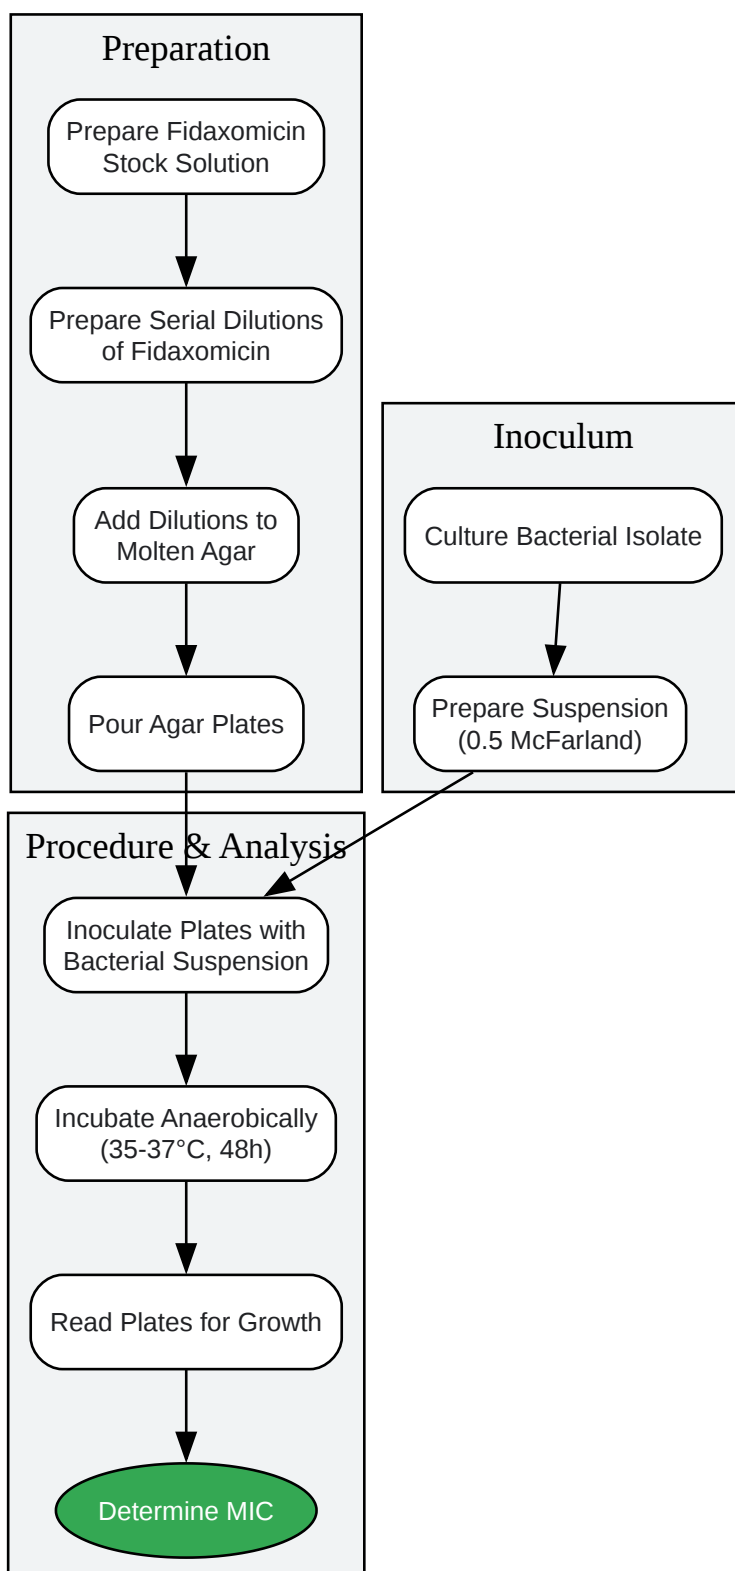 Preparation
Prepare Fidaxomicin
Stock Solution
Prepare Serial Dilutions
of Fidaxomicin
Add Dilutions to
Molten Agar
Pour Agar Plates
Inoculum
Culture Bacterial Isolate
Prepare Suspension
(0.5 McFarland)
Procedure & Analysis
Inoculate Plates with
Bacterial Suspension
Incubate Anaerobically
(35-37°C, 48h)
Read Plates for Growth
Determine MIC